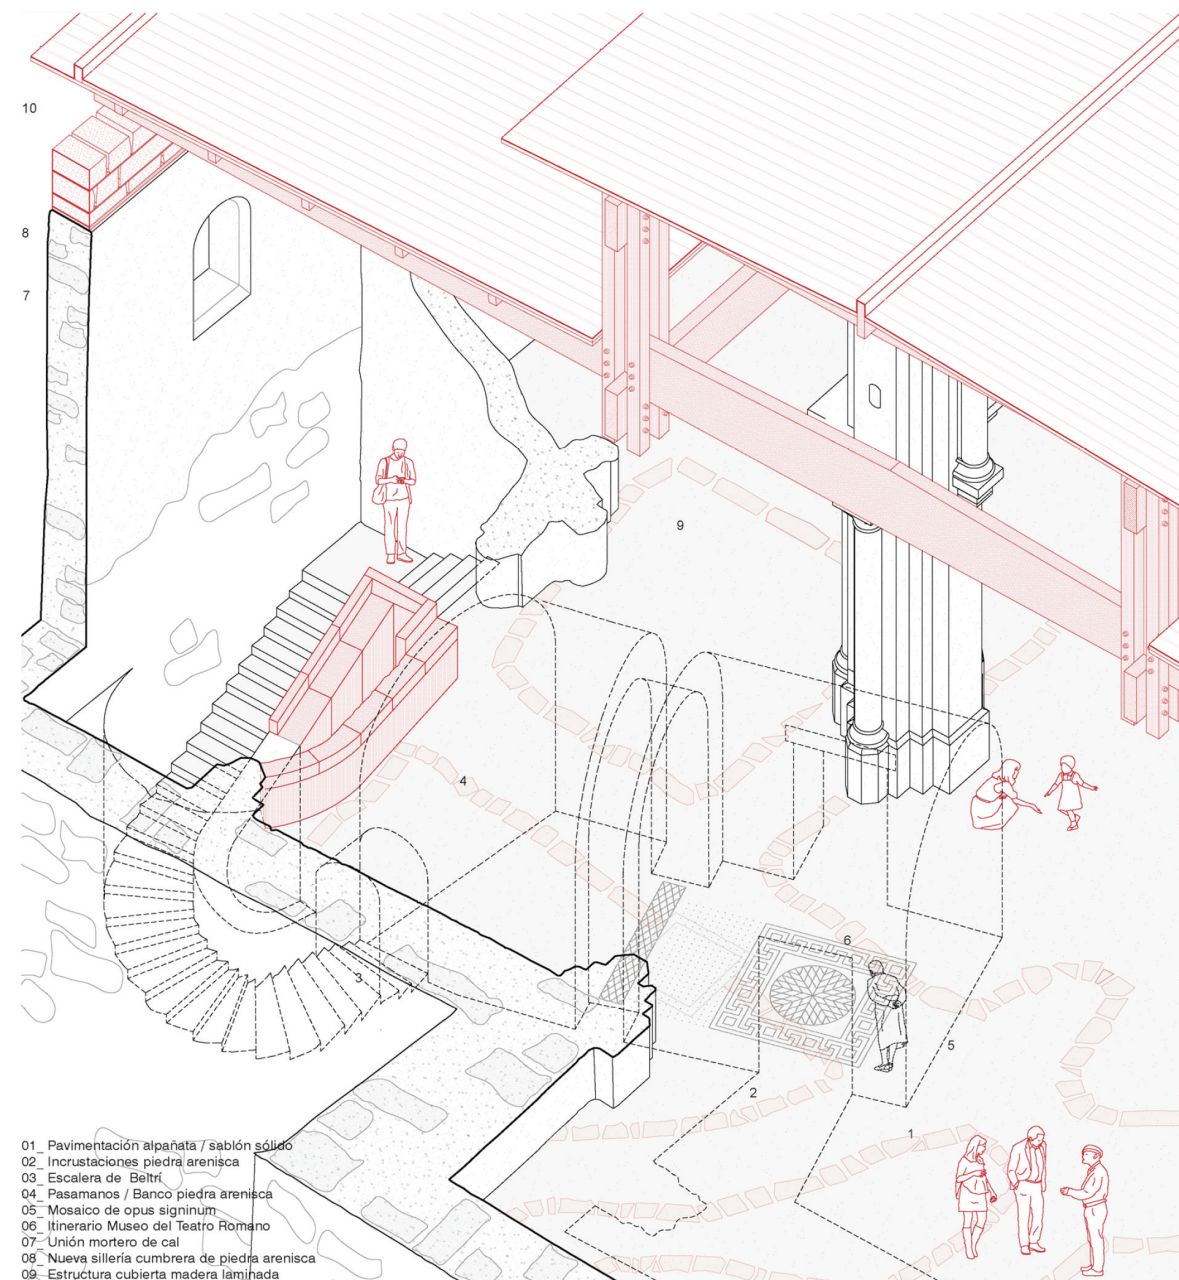 10
8
7
9
4
6
3
5
2
1
01_ Pavimentación alpañata / sablón sólido
02_ Incrustaciones piedra arenisca
03_ Escalera de Beltrí
04_ Pasamanos / Banco piedra arenisca
05_ Mosaico de opus signinum
06_ Itinerario Museo del Teatro Romano
07_ Unión mortero de cal
08_ Nueva sillería cumbrera de piedra arenisca
09_ Estructura cubierta madera laminada